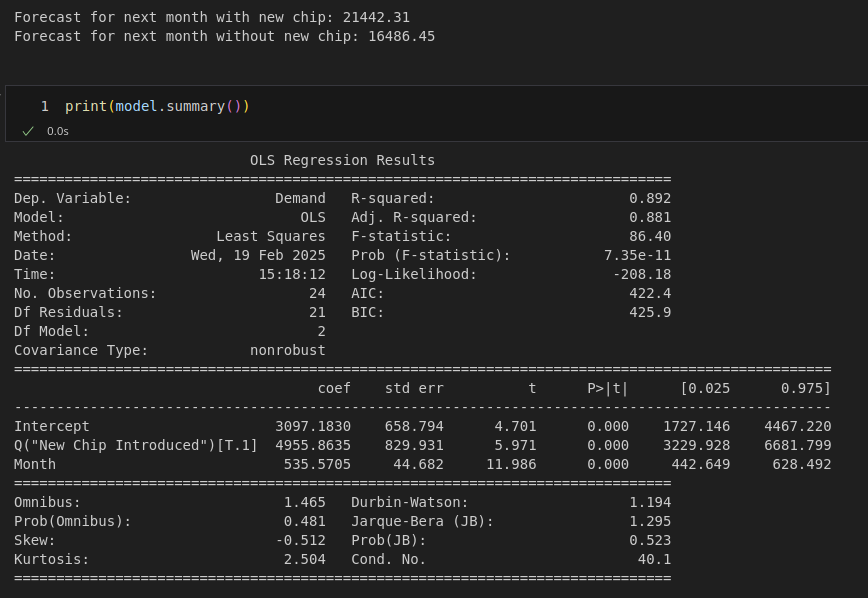 Forecast for next month with new chip: 21442.31
Forecast for next month without new chip: 16486.45
1 print(model.summary())
0.0s
OLS Regression Results
==============================================================================
Dep. Variable: Demand R-squared: 0.892
Model: OLS Adj. R-squared: 0.881
Method: Least Squares F-statistic: 86.40
Date: Wed, 19 Feb 2025 Prob (F-statistic): 7.35e-11
Time: 15:18:12 Log-Likelihood: -208.18
No. Observations: 24 AIC: 422.4
Df Residuals: 21 BIC: 425.9
Df Model: 2
Covariance Type: nonrobust
=================================================================================================
coef std err t P>|t| [0.025 0.975]
-------------------------------------------------------------------------------------------------
Intercept 3097.1830 658.794 4.701 0.000 1727.146 4467.220
Q("New Chip Introduced")[T.1] 4955.8635 829.931 5.971 0.000 3229.928 6681.799
Month 535.5705 44.682 11.986 0.000 442.649 628.492
==============================================================================
Omnibus: 1.465 Durbin-Watson: 1.194
Prob(Omnibus): 0.481 Jarque-Bera (JB): 1.295
Skew: -0.512 Prob(JB): 0.523
Kurtosis: 2.504 Cond. No. 40.1
==============================================================================